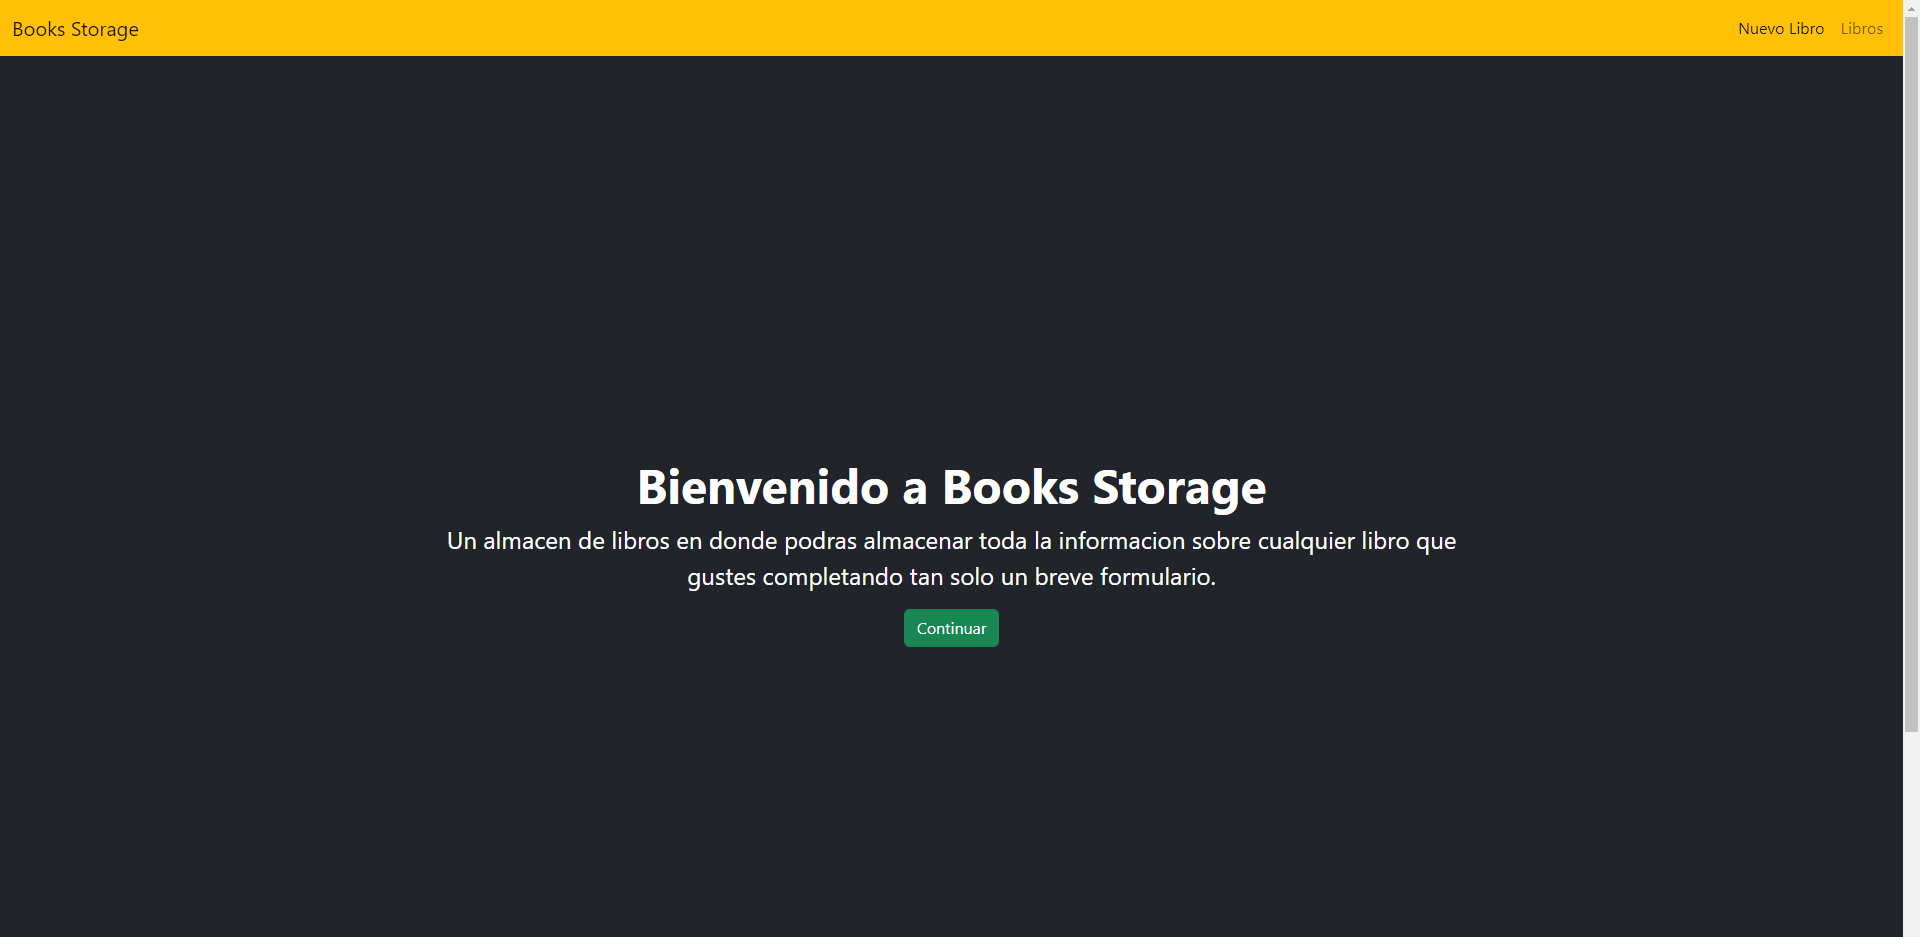 Books Storage
Nuevo Libro
Libros
Bienvenido a Books Storage
Un almacen de libros en donde podras almacenar toda la informacion sobre cualquier libro que
gustes completando tan solo un breve formulario.
Continuar